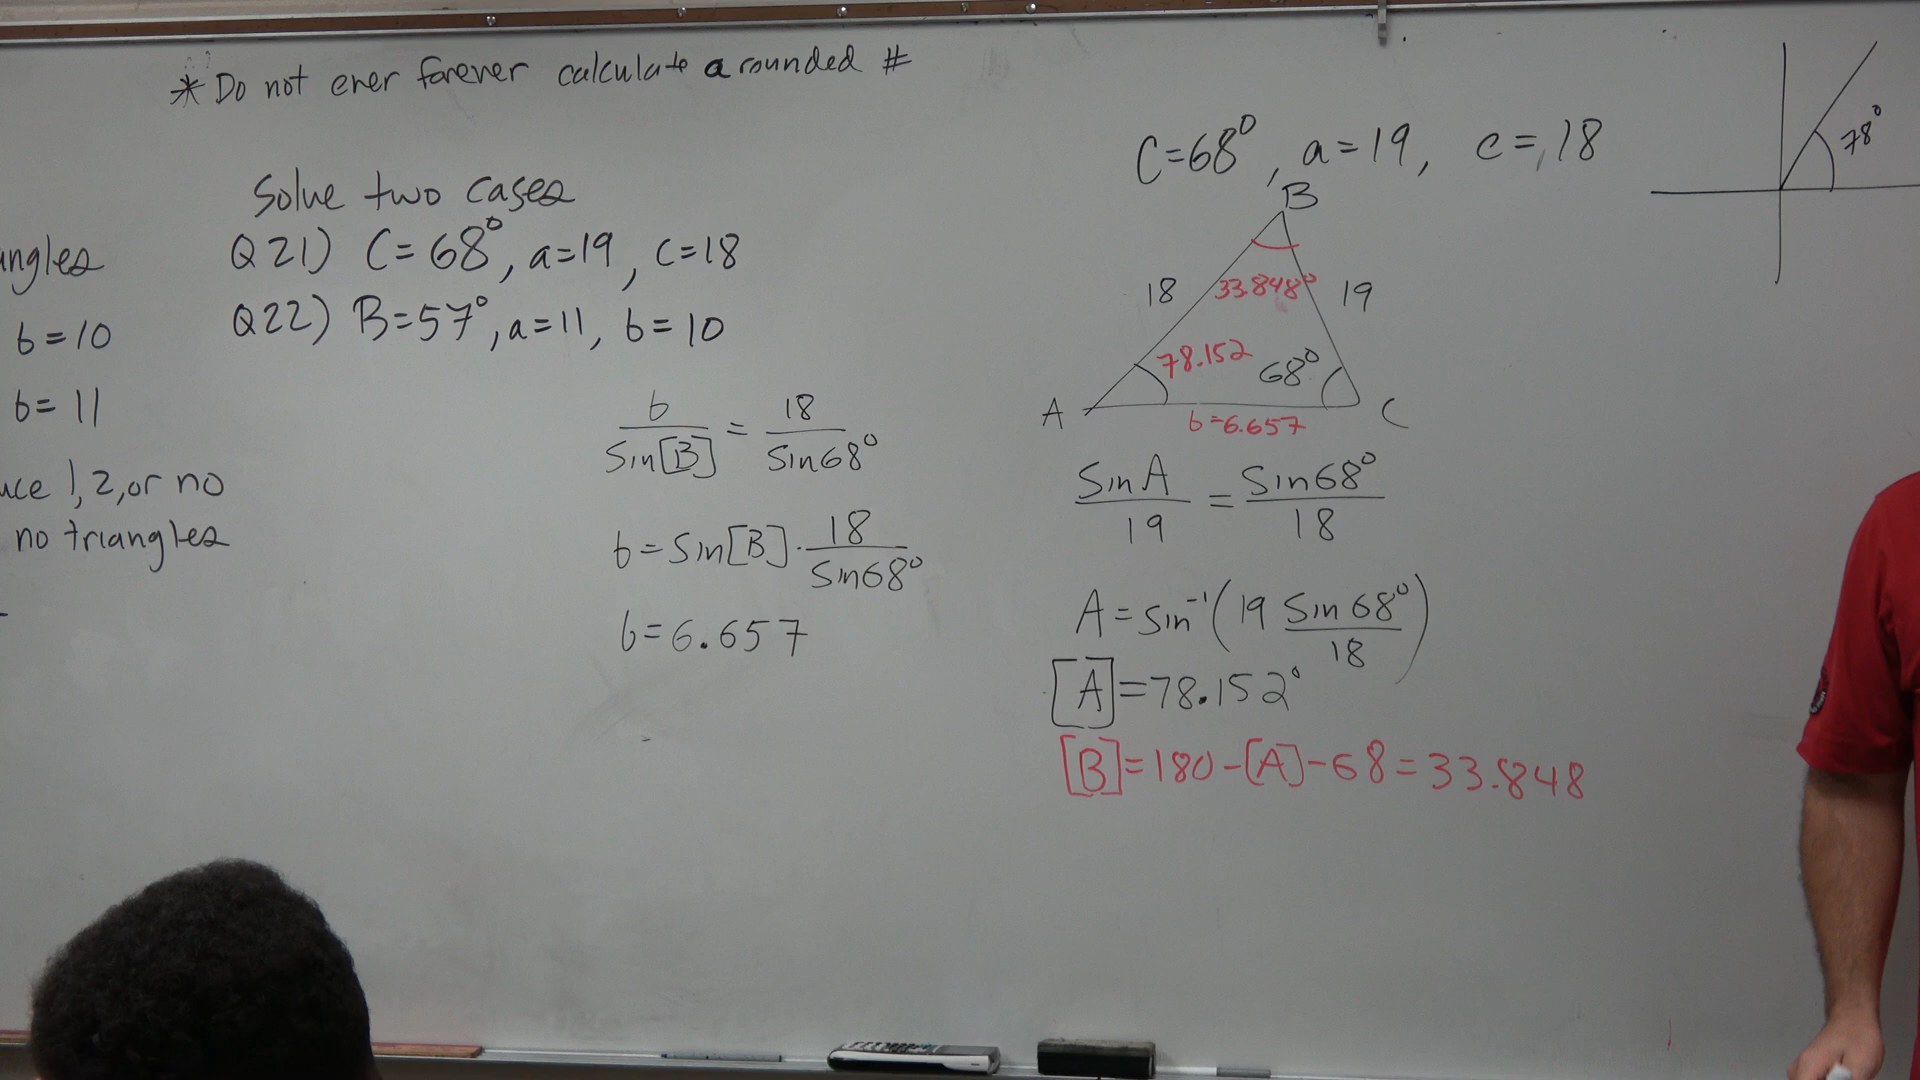 * Do not ever forever calculate a rounded #
Solve two cases
Q21) C=68°, a=19, c=18
Q22) B=57°, a=11, b=10
b=10
b=11
1, 2, or no
no triangles
b/Sin[B] = 18/Sin68°
b=Sin[B]·18/Sin68°
b=6.657
C=68°, a=19, c=18
B
18
33.848°
19
78.152
68°
A
b=6.657
C
SinA/19 = Sin68°/18
A=Sin⁻¹(19 Sin68°/18)
[A]=78.152°
[B]=180-[A]-68=33.848
78°